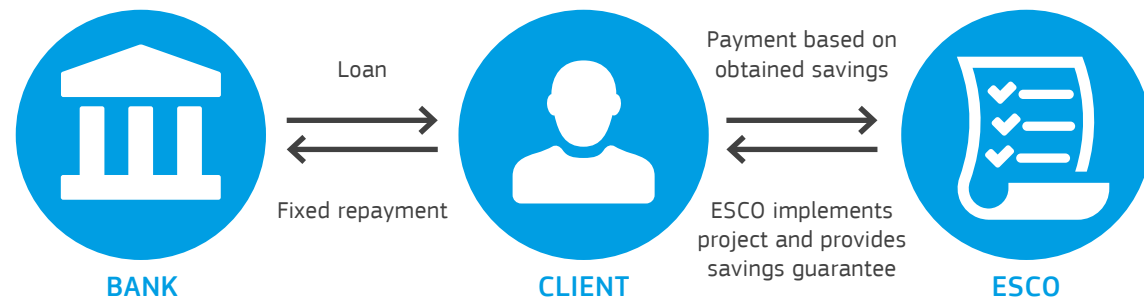 Loan
Fixed repayment
Payment based on
obtained savings
ESCO implements
project and provides
savings guarantee
BANK
CLIENT
ESCO